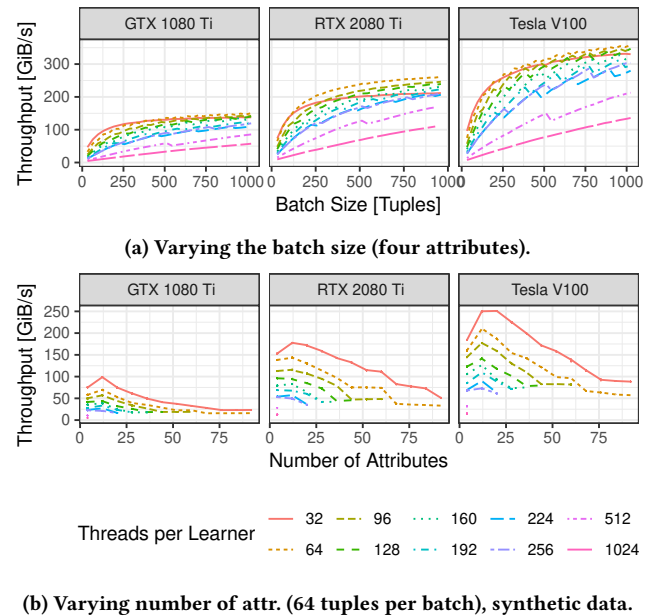 GTX 1080 Ti RTX 2080 Ti Tesla V100
Throughput [GiB/s]
300
200
100
0
0 250 500 750 1000 0 250 500 750 1000 0 250 500 750 1000
Batch Size [Tuples]
(a) Varying the batch size (four attributes).
GTX 1080 Ti RTX 2080 Ti Tesla V100
Throughput [GiB/s]
250
200
150
100
50
0
0 25 50 75 0 25 50 75 0 25 50 75
Number of Attributes
Threads per Learner
32 96 160 224 512
64 128 192 256 1024
(b) Varying number of attr. (64 tuples per batch), synthetic data.